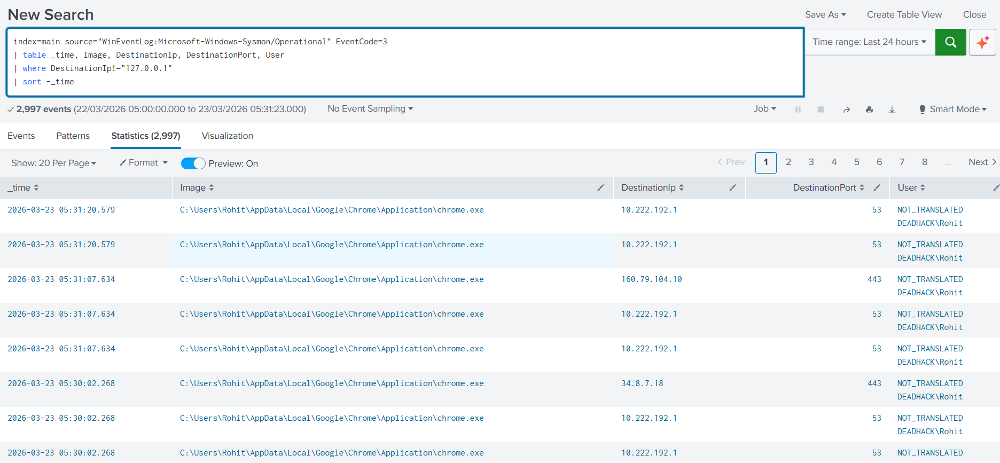 New Search
Save As
Create Table View
Close
index=main source="WinEventLog:Microsoft-Windows-Sysmon/Operational" EventCode=3
| table _time, Image, DestinationIp, DestinationPort, User
| where DestinationIp!="127.0.0.1"
| sort -_time
Time range: Last 24 hours
2,997 events (22/03/2026 05:00:00.000 to 23/03/2026 05:31:23.000)
No Event Sampling
Job
Smart Mode
Events
Patterns
Statistics (2,997)
Visualization
Show: 20 Per Page
Format
Preview: On
< Prev 1 2 3 4 5 6 7 8 ... Next >
_time Image DestinationIp DestinationPort User
2026-03-23 05:31:20.579 C:\Users\Rohit\AppData\Local\Google\Chrome\Application\chrome.exe 10.222.192.1 53 NOT_TRANSLATED
DEADHACK\Rohit
2026-03-23 05:31:20.579 C:\Users\Rohit\AppData\Local\Google\Chrome\Application\chrome.exe 10.222.192.1 53 NOT_TRANSLATED
DEADHACK\Rohit
2026-03-23 05:31:07.634 C:\Users\Rohit\AppData\Local\Google\Chrome\Application\chrome.exe 160.79.104.10 443 NOT_TRANSLATED
DEADHACK\Rohit
2026-03-23 05:31:07.634 C:\Users\Rohit\AppData\Local\Google\Chrome\Application\chrome.exe 10.222.192.1 53 NOT_TRANSLATED
DEADHACK\Rohit
2026-03-23 05:31:07.634 C:\Users\Rohit\AppData\Local\Google\Chrome\Application\chrome.exe 10.222.192.1 53 NOT_TRANSLATED
DEADHACK\Rohit
2026-03-23 05:30:02.268 C:\Users\Rohit\AppData\Local\Google\Chrome\Application\chrome.exe 34.8.7.18 443 NOT_TRANSLATED
DEADHACK\Rohit
2026-03-23 05:30:02.268 C:\Users\Rohit\AppData\Local\Google\Chrome\Application\chrome.exe 10.222.192.1 53 NOT_TRANSLATED
DEADHACK\Rohit
2026-03-23 05:30:02.268 C:\Users\Rohit\AppData\Local\Google\Chrome\Application\chrome.exe 10.222.192.1 53 NOT_TRANSLATED